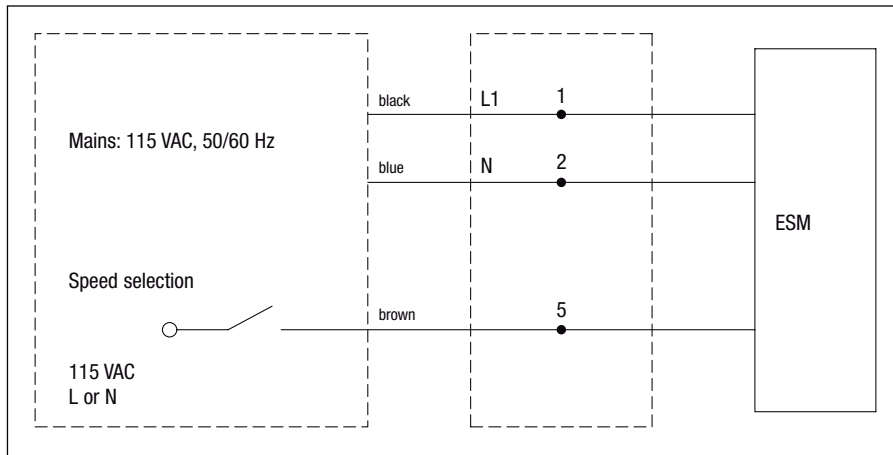 black
L1
1
Mains: 115 VAC, 50/60 Hz
blue
N
2
ESM
Speed selection
brown
5
115 VAC
L or N